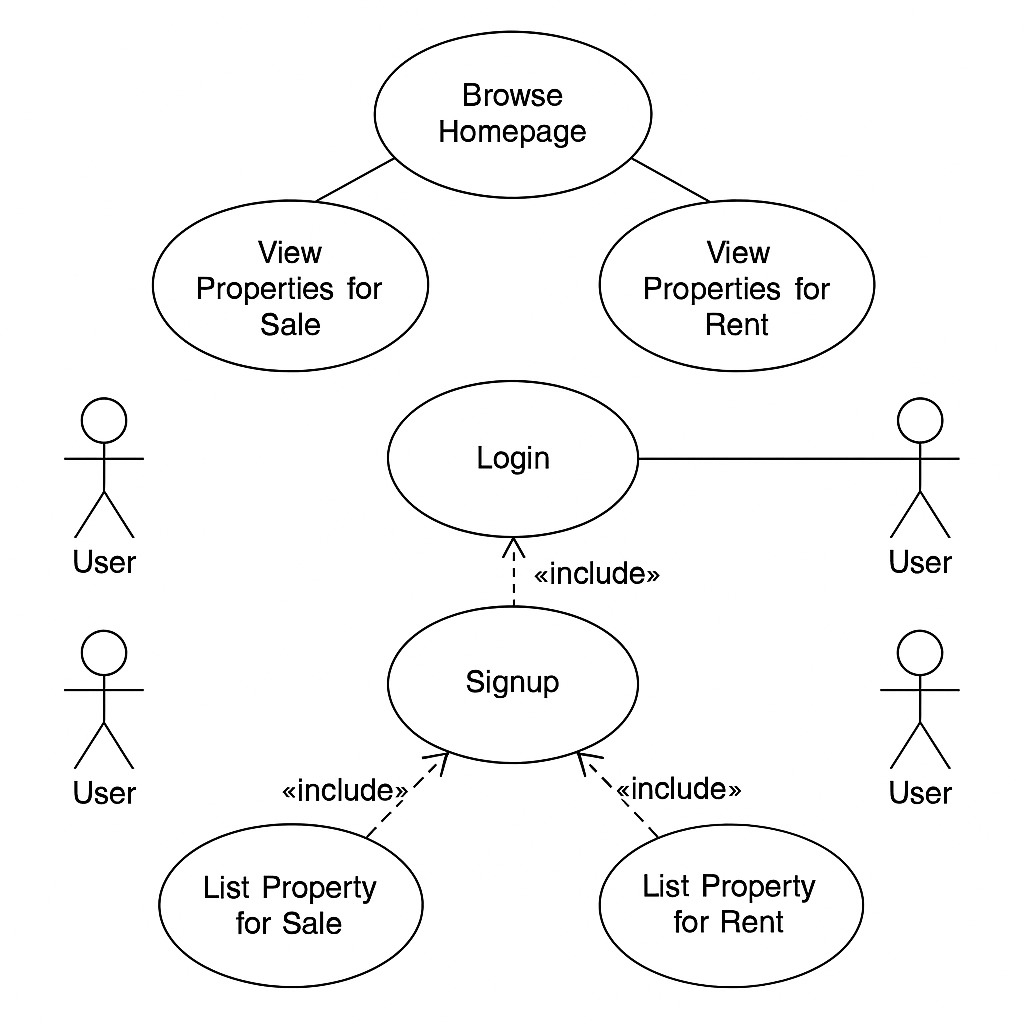 Browse
Homepage
View
Properties for
Sale
View
Properties for
Rent
Login
User
User
«include»
Signup
User
User
«include»
«include»
List Property
for Sale
List Property
for Rent